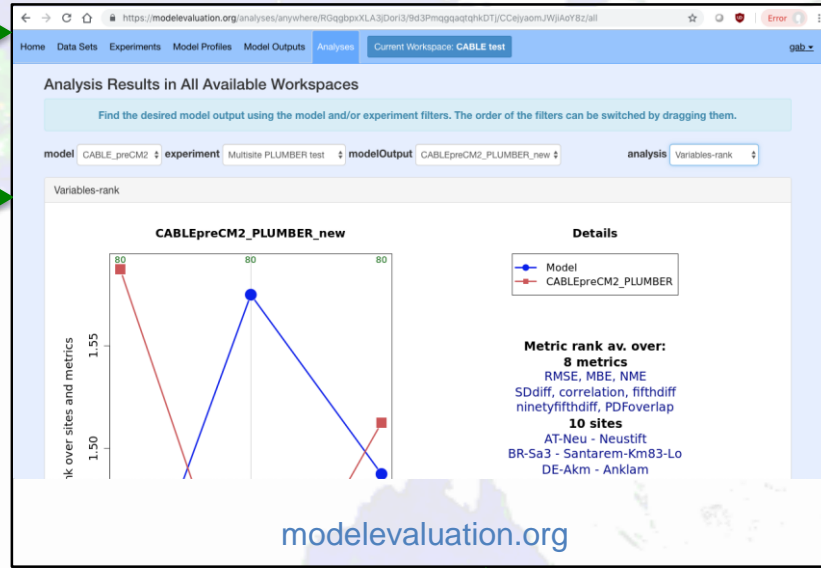 https://modelevaluation.org/analyses/anywhere/RGqgbpxXLA3jDori3/9d3PmqgqaqtqhkDTj/CCejyaomJWjiAoY8z/all
Error
Home Data Sets Experiments Model Profiles Model Outputs Analyses Current Workspace: CABLE test gab
Analysis Results in All Available Workspaces
Find the desired model output using the model and/or experiment filters. The order of the filters can be switched by dragging them.
model CABLE_preCM2 experiment Multisite PLUMBER test modelOutput CABLEpreCM2_PLUMBER_new analysis Variables-rank
Variables-rank
CABLEpreCM2_PLUMBER_new
Details
80 80 80
Model
CABLEpreCM2_PLUMBER
1.55
1.50
k over sites and metrics
Metric rank av. over:
8 metrics
RMSE, MBE, NME
SDdiff, correlation, fifthdiff
ninetyfifthdiff, PDFoverlap
10 sites
AT-Neu - Neustift
BR-Sa3 - Santarem-Km83-Lo
DE-Akm - Anklam
modelevaluation.org